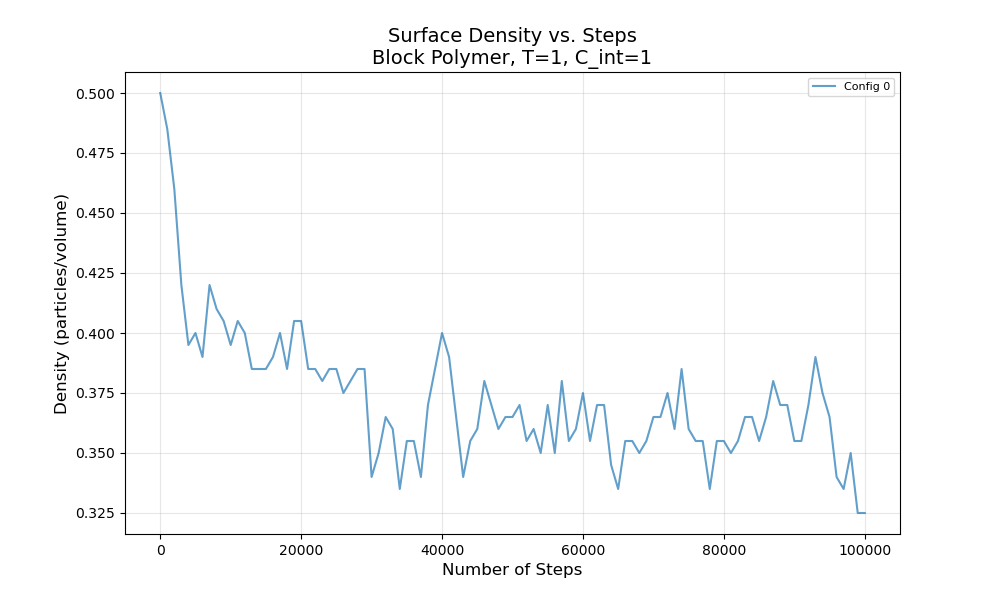 Surface Density vs. Steps
Block Polymer, T=1, C_int=1
Config 0
Density (particles/volume)
0.500
0.475
0.450
0.425
0.400
0.375
0.350
0.325
0
20000
40000
60000
80000
100000
Number of Steps